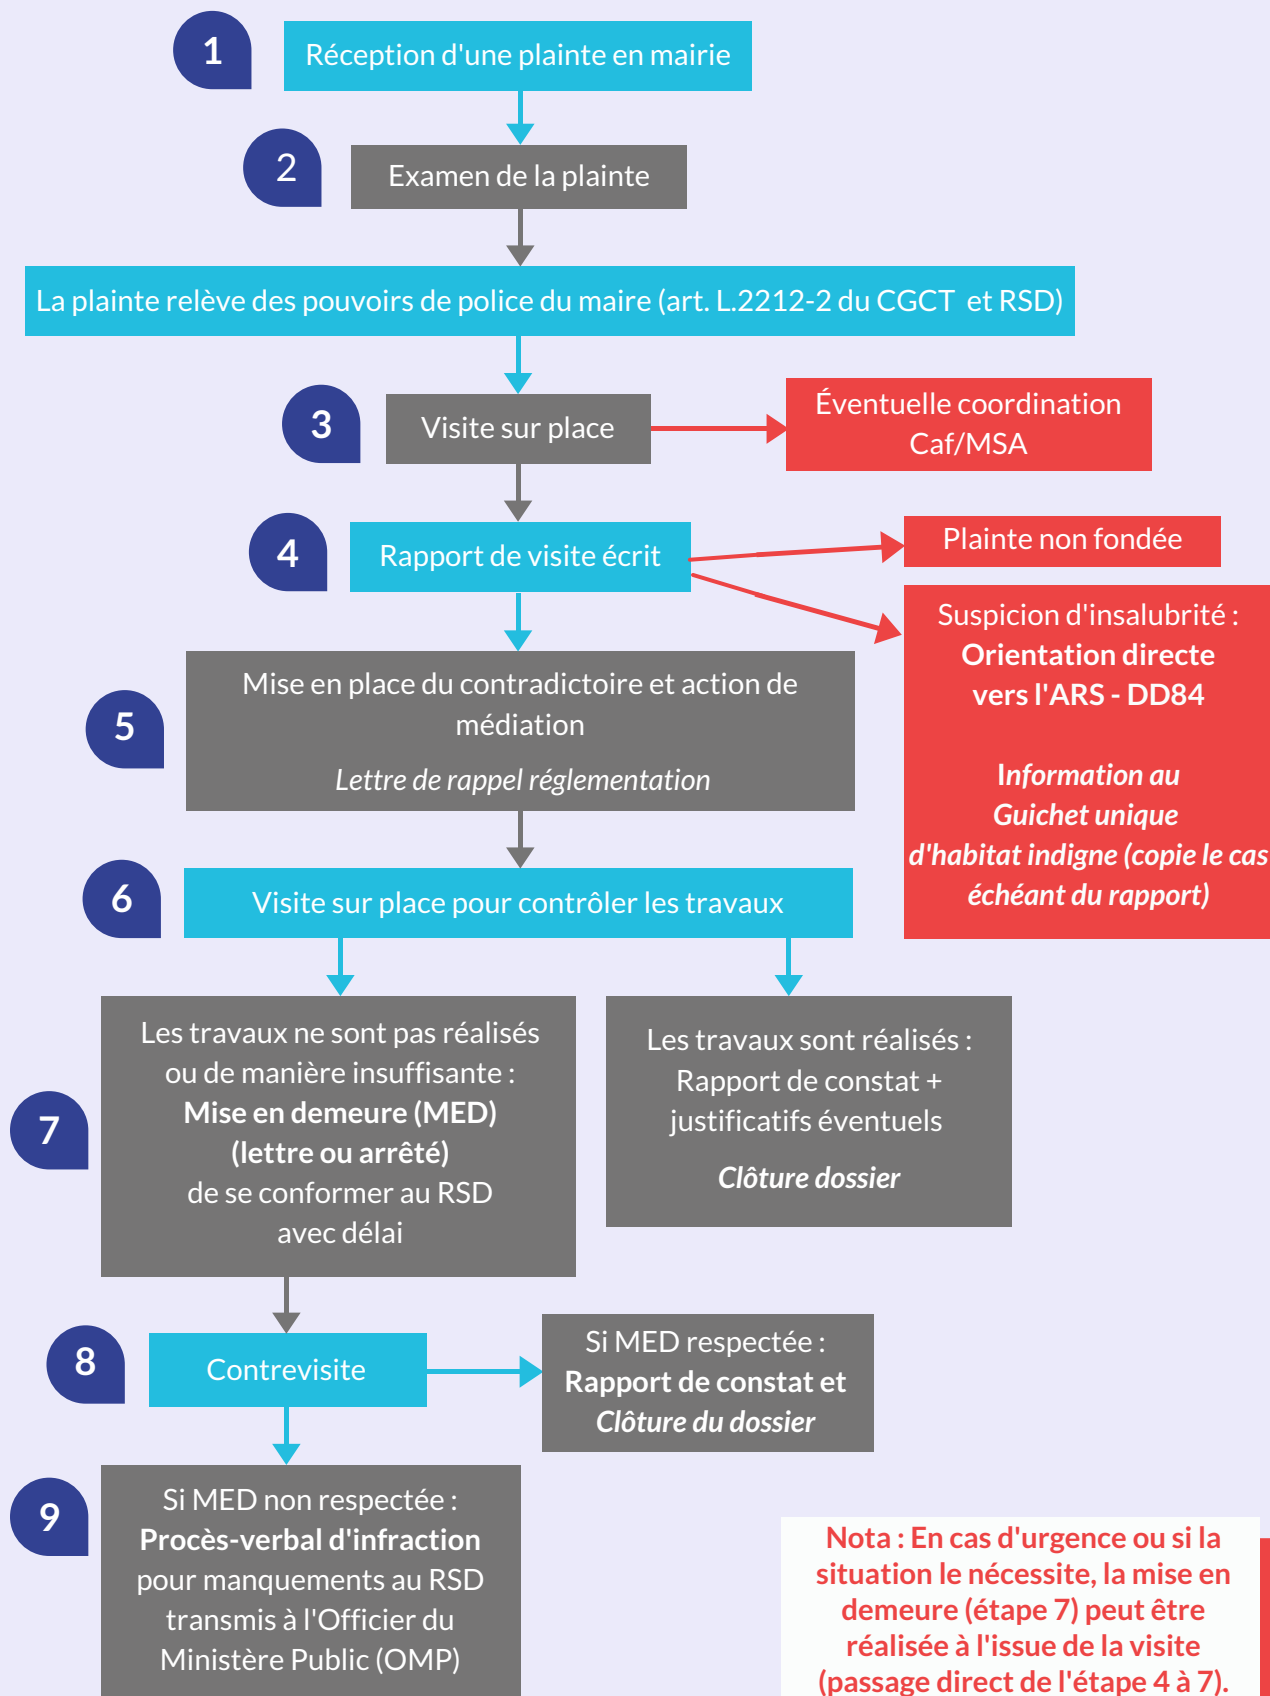 1
Réception d'une plainte en mairie
2
Examen de la plainte
La plainte relève des pouvoirs de police du maire (art. L.2212-2 du CGCT et RSD)
3
Visite sur place
Éventuelle coordination
Caf/MSA
4
Rapport de visite écrit
Plainte non fondée
Suspicion d'insalubrité :
Orientation directe
vers l'ARS - DD84
Information au
Guichet unique
d'habitat indigne (copie le cas
échéant du rapport)
5
Mise en place du contradictoire et action de
médiation
Lettre de rappel réglementation
6
Visite sur place pour contrôler les travaux
7
Les travaux ne sont pas réalisés
ou de manière insuffisante :
Mise en demeure (MED)
(lettre ou arrêté)
de se conformer au RSD
avec délai
Les travaux sont réalisés :
Rapport de constat +
justificatifs éventuels
Clôture dossier
8
Contrevisite
Si MED respectée :
Rapport de constat et
Clôture du dossier
9
Si MED non respectée :
Procès-verbal d'infraction
pour manquements au RSD
transmis à l'Officier du
Ministère Public (OMP)
Nota : En cas d'urgence ou si la
situation le nécessite, la mise en
demeure (étape 7) peut être
réalisée à l'issue de la visite
(passage direct de l'étape 4 à 7).